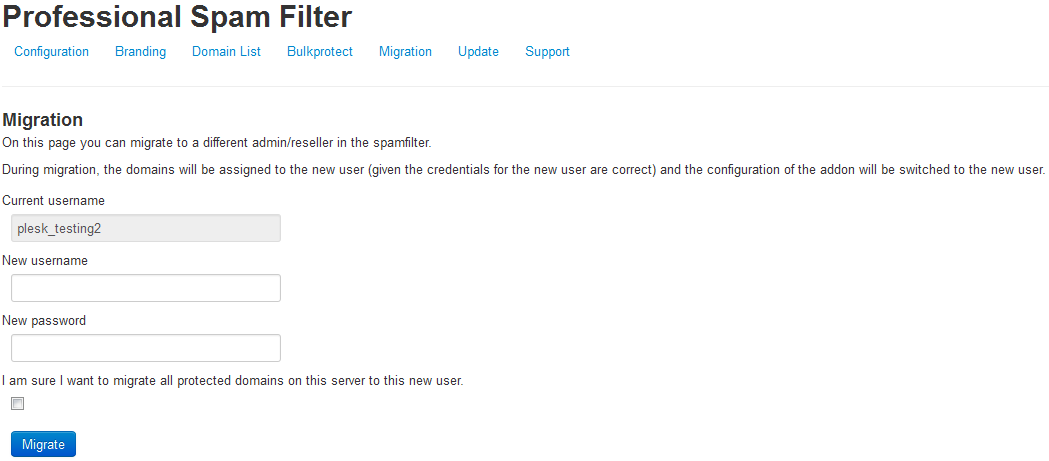 Professional Spam Filter
Configuration Branding Domain List Bulkprotect Migration Update Support
Migration
On this page you can migrate to a different admin/reseller in the spamfilter.
During migration, the domains will be assigned to the new user (given the credentials for the new user are correct) and the configuration of the addon will be switched to the new user.
Current username
plesk_testing2
New username
New password
I am sure I want to migrate all protected domains on this server to this new user.
Migrate